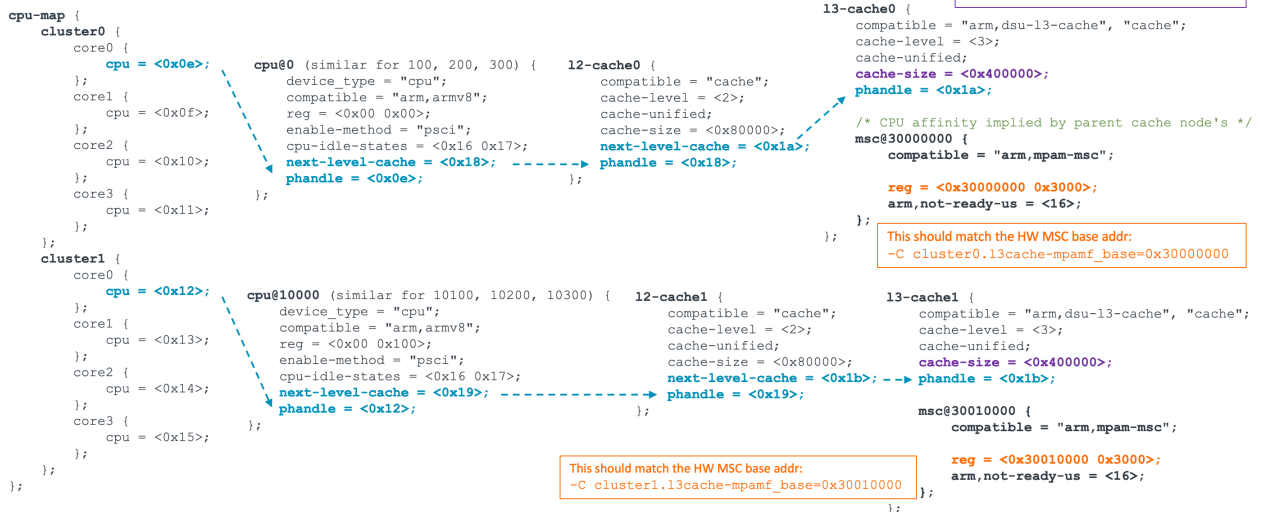 cpu-map {
    cluster0 {
        core0 {
            cpu = <0x0e>;
        };
        core1 {
            cpu = <0x0f>;
        };
        core2 {
            cpu = <0x10>;
        };
        core3 {
            cpu = <0x11>;
        };
    };
    cluster1 {
        core0 {
            cpu = <0x12>;
        };
        core1 {
            cpu = <0x13>;
        };
        core2 {
            cpu = <0x14>;
        };
        core3 {
            cpu = <0x15>;
        };
    };
};
cpu@0 (similar for 100, 200, 300) {
    device_type = "cpu";
    compatible = "arm,armv8";
    reg = <0x00 0x00>;
    enable-method = "psci";
    cpu-idle-states = <0x16 0x17>;
    next-level-cache = <0x18>;
    phandle = <0x0e>;
};
l2-cache0 {
    compatible = "cache";
    cache-level = <2>;
    cache-unified;
    cache-size = <0x80000>;
    next-level-cache = <0x1a>;
    phandle = <0x18>;
};
l3-cache0 {
    compatible = "arm,dsu-l3-cache", "cache";
    cache-level = <3>;
    cache-unified;
    cache-size = <0x400000>;
    phandle = <0x1a>;
    /* CPU affinity implied by parent cache node's */
    msc@30000000 {
        compatible = "arm,mpam-msc";
        reg = <0x30000000 0x3000>;
        arm,not-ready-us = <16>;
    };
};
This should match the HW MSC base addr:
-C cluster0.l3cache-mpamf_base=0x30000000
cpu@10000 (similar for 10100, 10200, 10300) {
    device_type = "cpu";
    compatible = "arm,armv8";
    reg = <0x00 0x100>;
    enable-method = "psci";
    cpu-idle-states = <0x16 0x17>;
    next-level-cache = <0x19>;
    phandle = <0x12>;
};
l2-cache1 {
    compatible = "cache";
    cache-level = <2>;
    cache-unified;
    cache-size = <0x80000>;
    next-level-cache = <0x1b>;
    phandle = <0x19>;
};
l3-cache1 {
    compatible = "arm,dsu-l3-cache", "cache";
    cache-level = <3>;
    cache-unified;
    cache-size = <0x400000>;
    phandle = <0x1b>;
    msc@30010000 {
        compatible = "arm,mpam-msc";
        reg = <0x30010000 0x3000>;
        arm,not-ready-us = <16>;
    };
};
This should match the HW MSC base addr:
-C cluster1.l3cache-mpamf_base=0x30010000